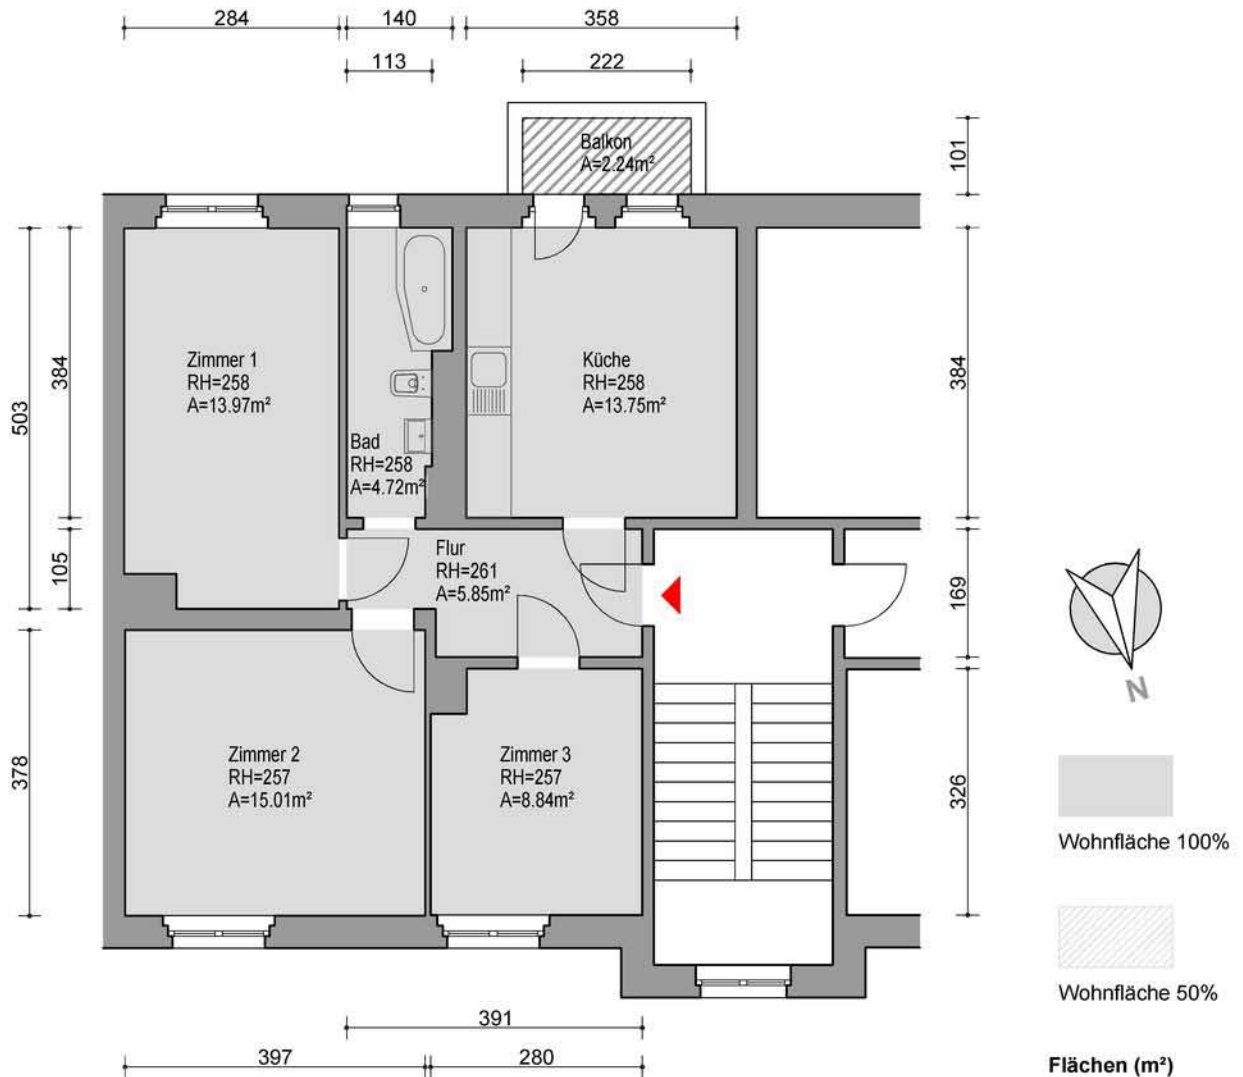 284
140
358
113
222
Balkon
A=2.24m²
101
Zimmer 1
RH=258
A=13.97m²
Küche
RH=258
A=13.75m²
Bad
RH=258
A=4.72m²
503
384
384
Flur
RH=261
A=5.85m²
105
169
N
Zimmer 2
RH=257
A=15.01m²
Zimmer 3
RH=257
A=8.84m²
378
326
Wohnfläche 100%
Wohnfläche 50%
391
397
280
Flächen (m²)